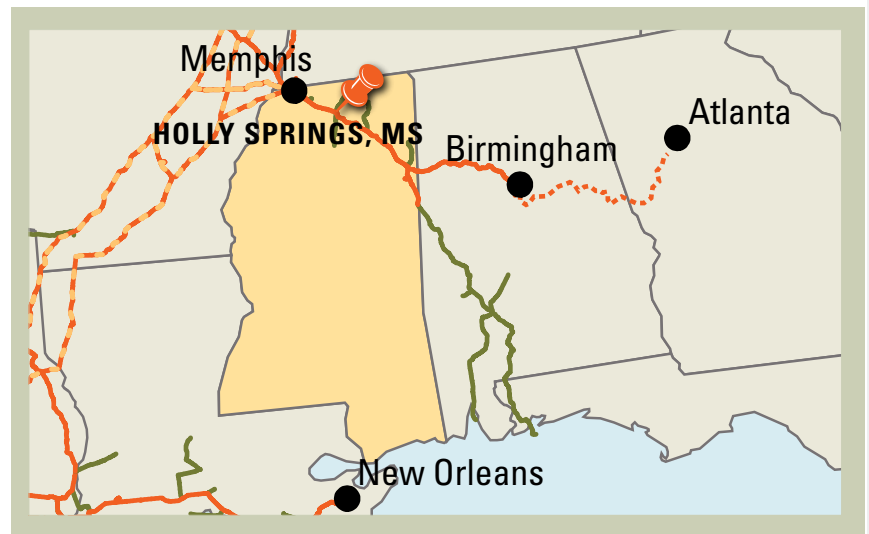 Memphis
HOLLY SPRINGS, MS
Atlanta
Birmingham
New Orleans